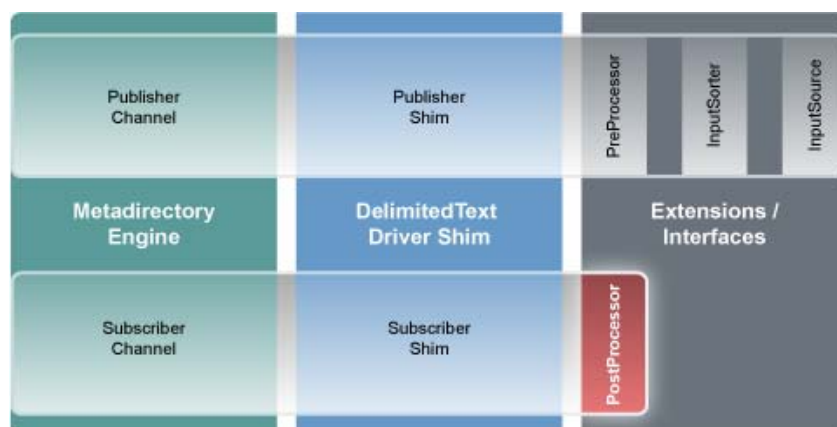 Publisher
Channel
Publisher
Shim
PreProcessor
InputSorter
InputSource
Metadirectory
Engine
DelimitedText
Driver Shim
Extensions /
Interfaces
Subscriber
Channel
Subscriber
Shim
PostProcessor